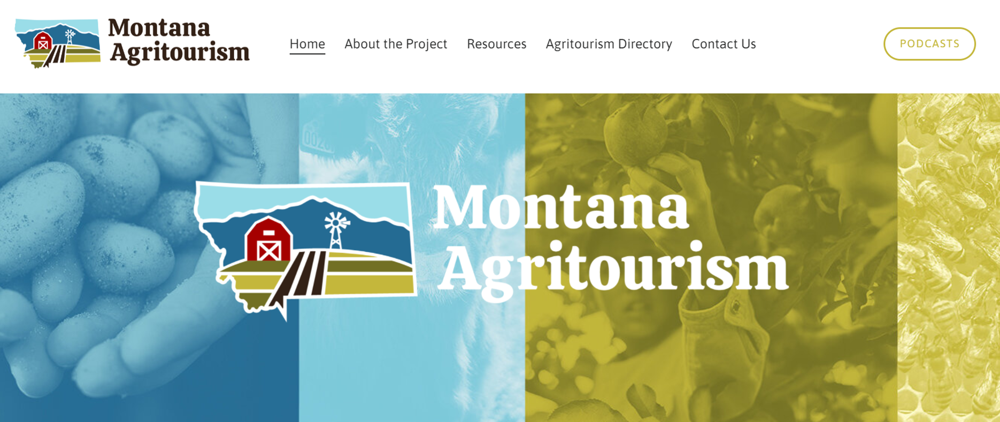 Montana
Agritourism
Home About the Project Resources Agritourism Directory Contact Us
PODCASTS
Montana
Agritourism